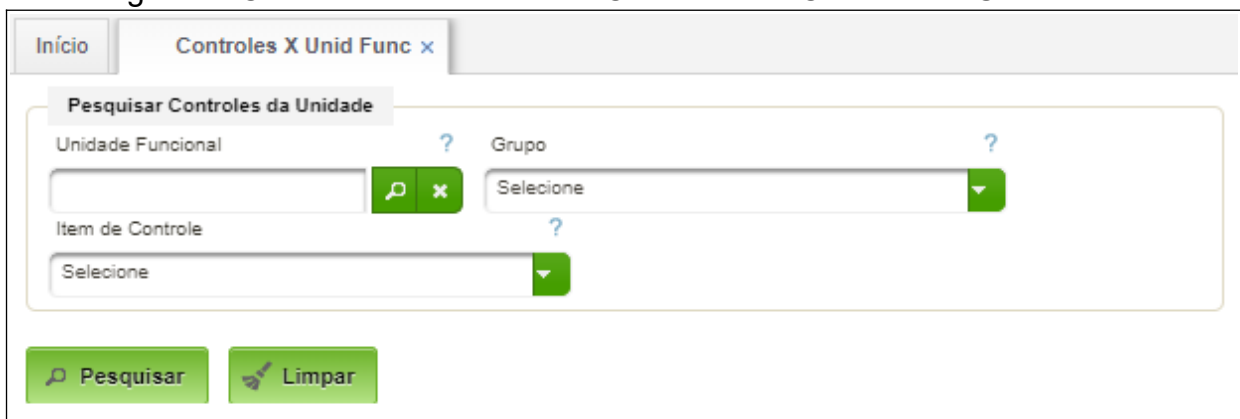 Início Controles X Unid Func ×
Pesquisar Controles da Unidade
Unidade Funcional ? Grupo ?
Selecione
Item de Controle ?
Selecione
Pesquisar Limpar